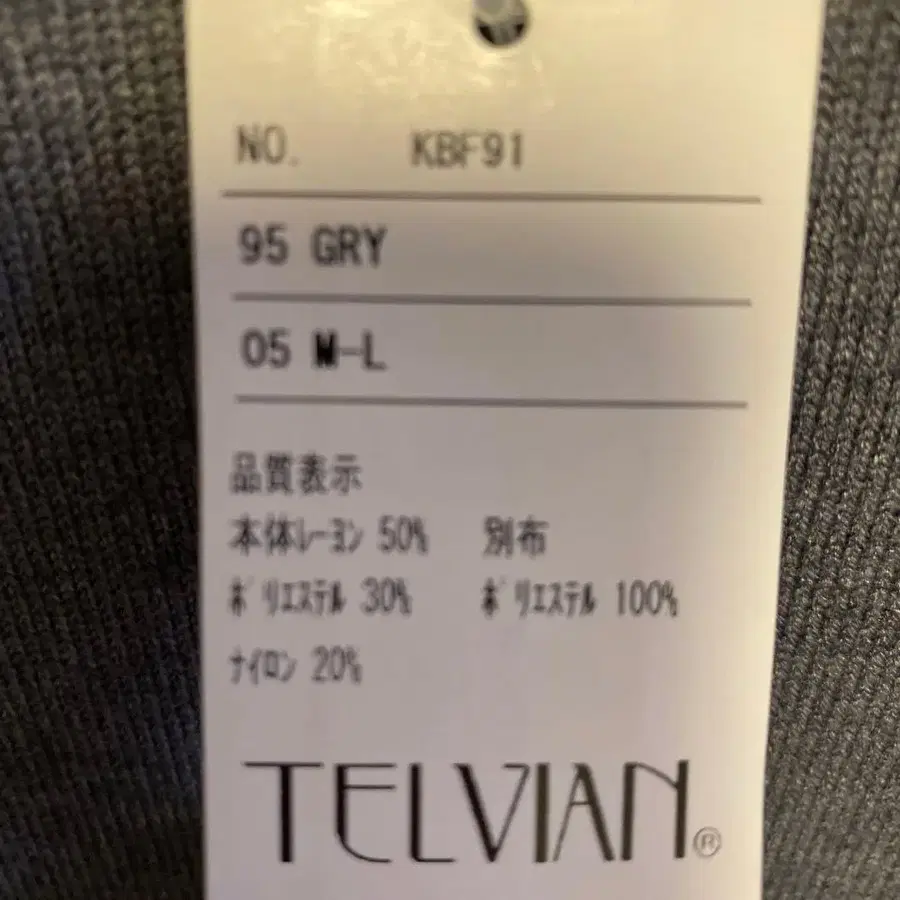 NO. KBF91
95 GRY
05 M-L
品質表示
本体ﾚｰﾖﾝ 50% 別布
ﾎﾟﾘｴｽﾃﾙ 30% ﾎﾟﾘｴｽﾃﾙ 100%
ﾅｲﾛﾝ 20%
TELVIAN®